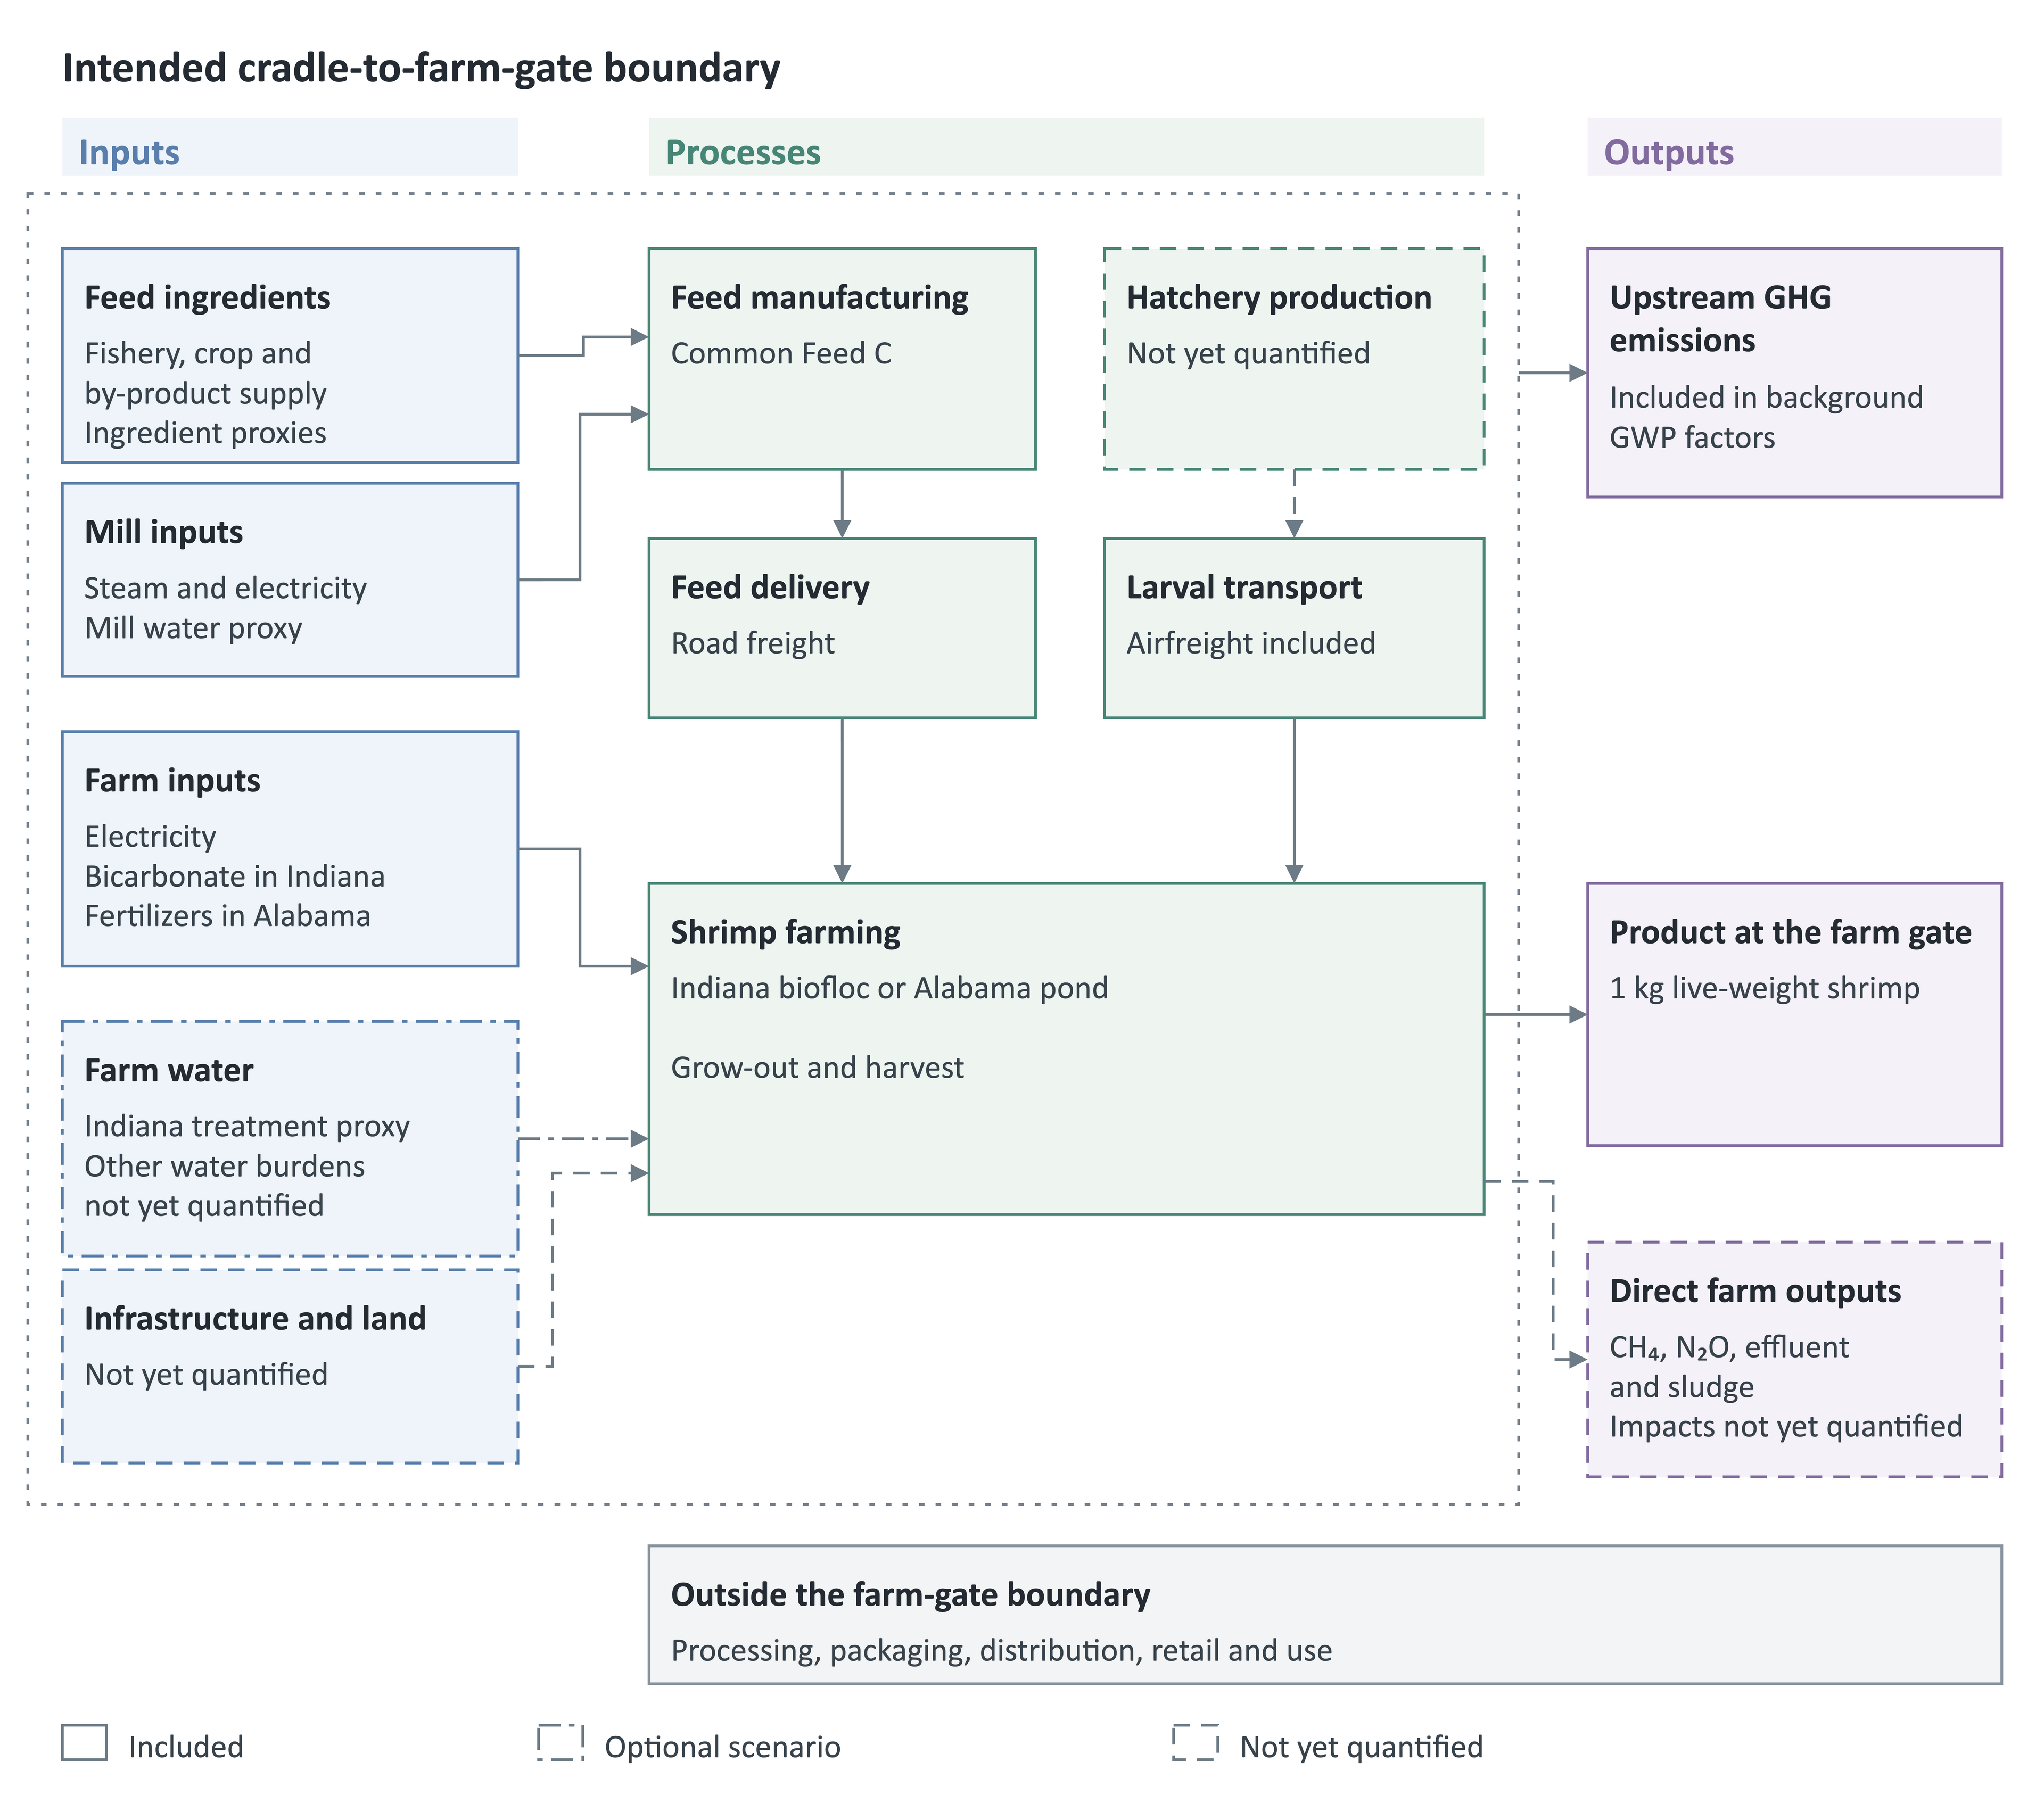 Intended cradle-to-farm-gate boundary
Inputs
Processes
Outputs
Feed ingredients
Fishery, crop and
by-product supply
Ingredient proxies
Feed manufacturing
Common Feed C
Hatchery production
Not yet quantified
Upstream GHG
emissions
Included in background
GWP factors
Mill inputs
Steam and electricity
Mill water proxy
Feed delivery
Road freight
Larval transport
Airfreight included
Farm inputs
Electricity
Bicarbonate in Indiana
Fertilizers in Alabama
Shrimp farming
Indiana biofloc or Alabama pond
Grow-out and harvest
Product at the farm gate
1 kg live-weight shrimp
Farm water
Indiana treatment proxy
Other water burdens
not yet quantified
Infrastructure and land
Not yet quantified
Direct farm outputs
CH₄, N₂O, effluent
and sludge
Impacts not yet quantified
Outside the farm-gate boundary
Processing, packaging, distribution, retail and use
Included
Optional scenario
Not yet quantified